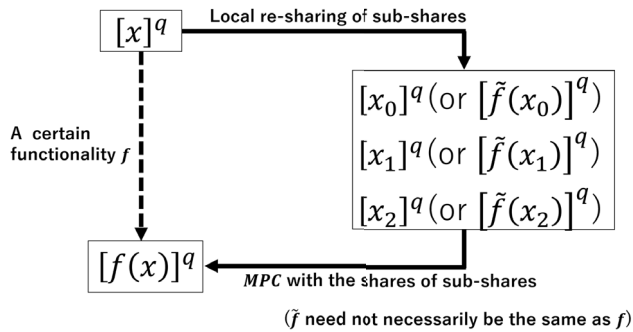 Local re-sharing of sub-shares
[x]^q
[x_0]^q (or [f̃(x_0)]^q)
A certain
functionality f
[x_1]^q (or [f̃(x_1)]^q)
[x_2]^q (or [f̃(x_2)]^q)
[f(x)]^q
MPC with the shares of sub-shares
(f̃ need not necessarily be the same as f)